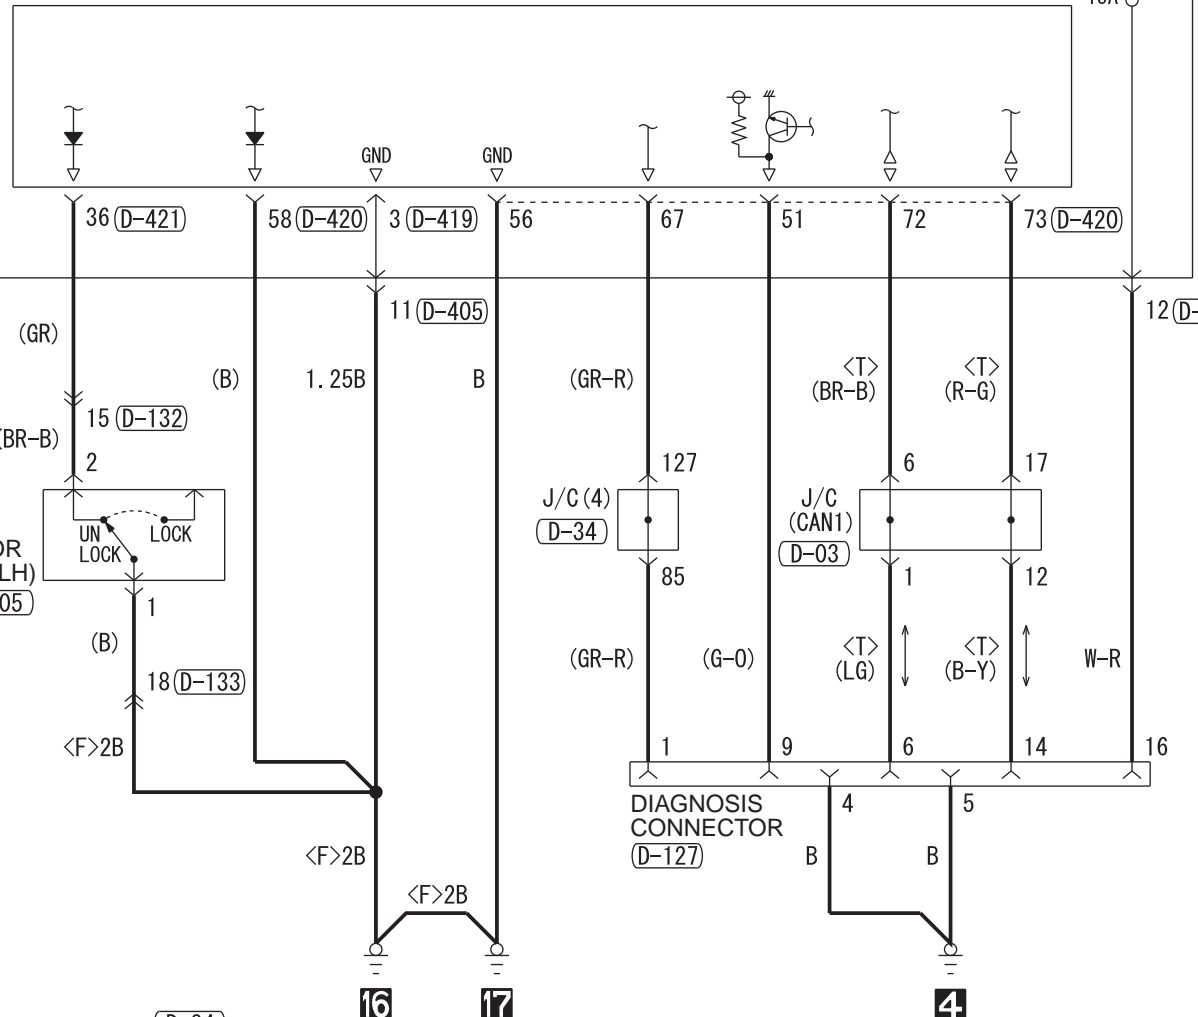 GND GND
36 D-421 58 D-420 3 D-419 56 67 51 72 73 D-420
11 D-405 12
(GR) (B) 1.25B B (GR-R) <T> <T>
(BR-B) (R-G)
15 D-132
(BR-B) 2 127 6 17
J/C(4) J/C
(CAN1)
D-34 D-03
UN LOCK
LOCK
LH)
85 1 12
05 1
(B) (GR-R) (G-O) <T> <T> W-R
(LG) (B-Y)
18 D-133
<F>2B 1 9 6 14 16
DIAGNOSIS 4 5
CONNECTOR
<F>2B D-127 B B
<F>2B
16 17 4